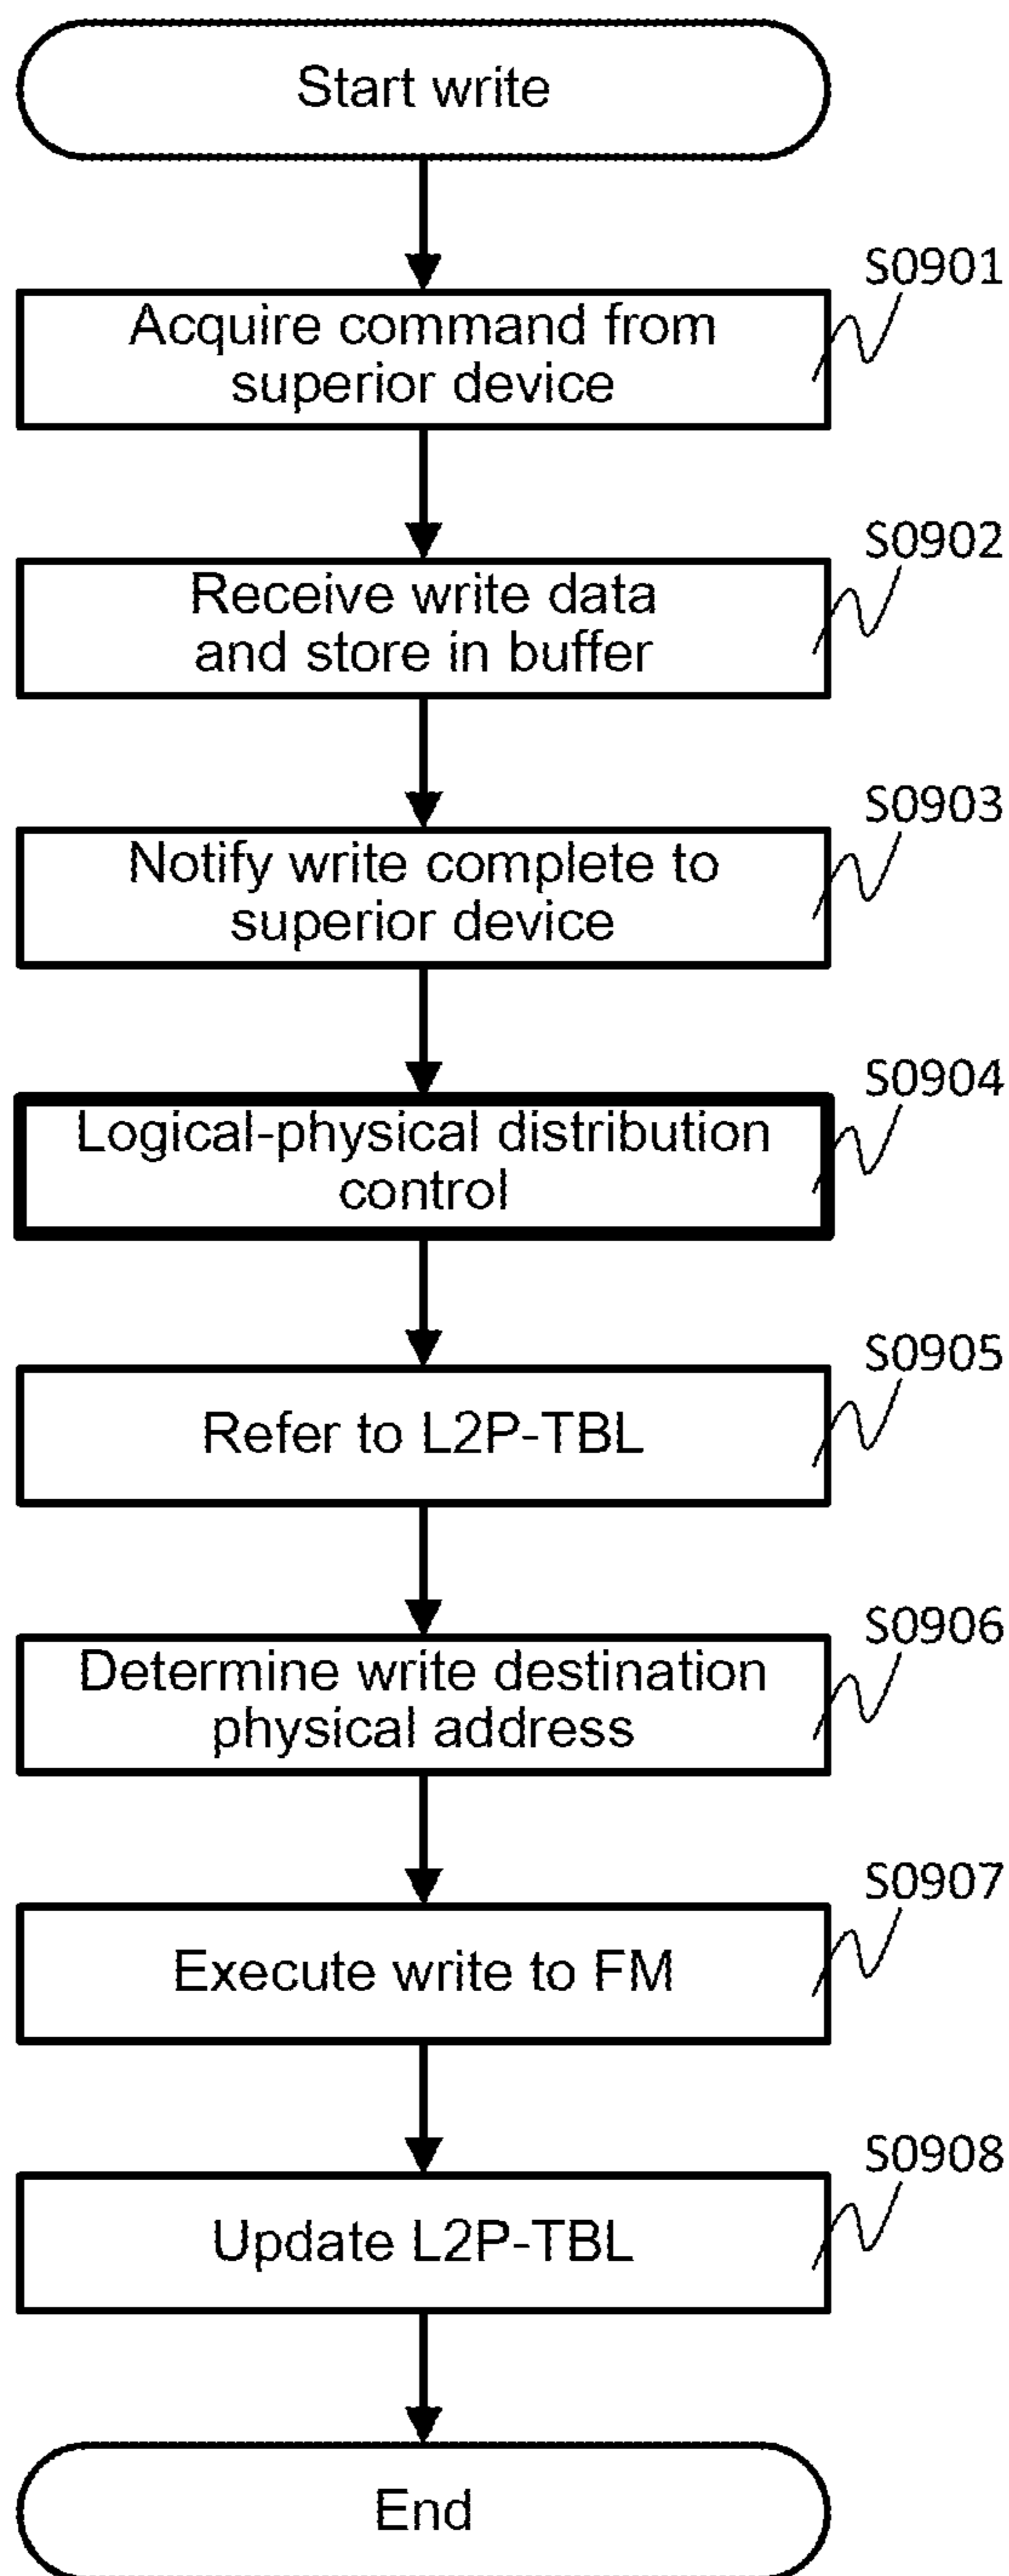 Start write
S0901
Acquire command from
superior device
S0902
Receive write data
and store in buffer
S0903
Notify write complete to
superior device
S0904
Logical-physical distribution
control
S0905
Refer to L2P-TBL
S0906
Determine write destination
physical address
S0907
Execute write to FM
S0908
Update L2P-TBL
End